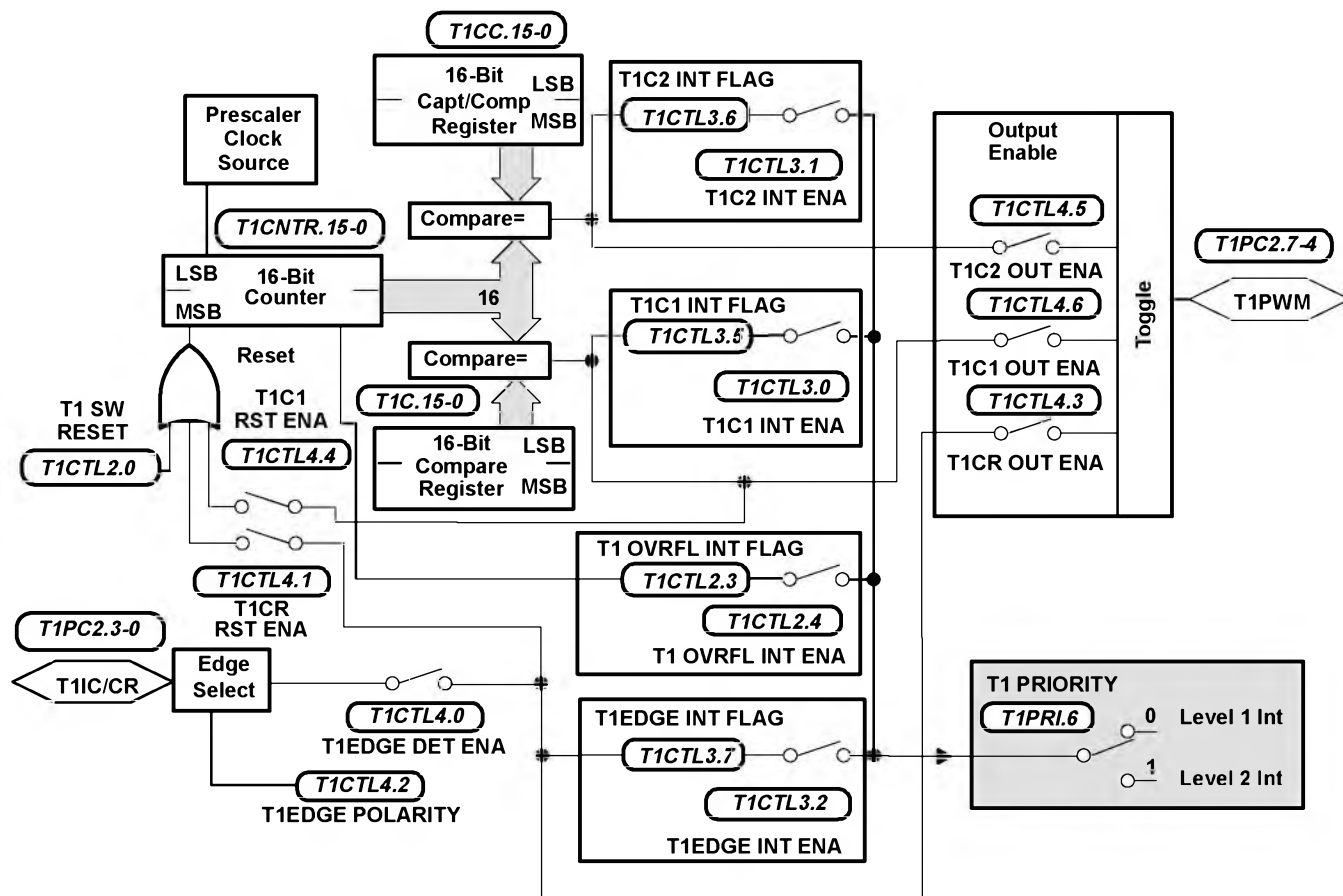 T1CC.15-0
16-Bit
Capt/Comp
Register
LSB
MSB
Prescaler
Clock
Source
T1CNTR.15-0
LSB
MSB
16-Bit
Counter
16
Compare=
Compare=
Reset
T1C.15-0
16-Bit
Compare
Register
LSB
MSB
T1 SW
RESET
T1CTL2.0
T1C1
RST ENA
T1CTL4.4
T1CTL4.1
T1CR
RST ENA
T1PC2.3-0
T1IC/CR
Edge
Select
T1CTL4.0
T1EDGE DET ENA
T1CTL4.2
T1EDGE POLARITY
T1C2 INT FLAG
T1CTL3.6
T1CTL3.1
T1C2 INT ENA
T1C1 INT FLAG
T1CTL3.5
T1CTL3.0
T1C1 INT ENA
T1 OVRFL INT FLAG
T1CTL2.3
T1CTL2.4
T1 OVRFL INT ENA
T1EDGE INT FLAG
T1CTL3.7
T1CTL3.2
T1EDGE INT ENA
Output
Enable
T1CTL4.5
T1C2 OUT ENA
T1CTL4.6
T1C1 OUT ENA
T1CTL4.3
T1CR OUT ENA
Toggle
T1PC2.7-4
T1PWM
T1 PRIORITY
T1PRI.6
0 Level 1 Int
1 Level 2 Int